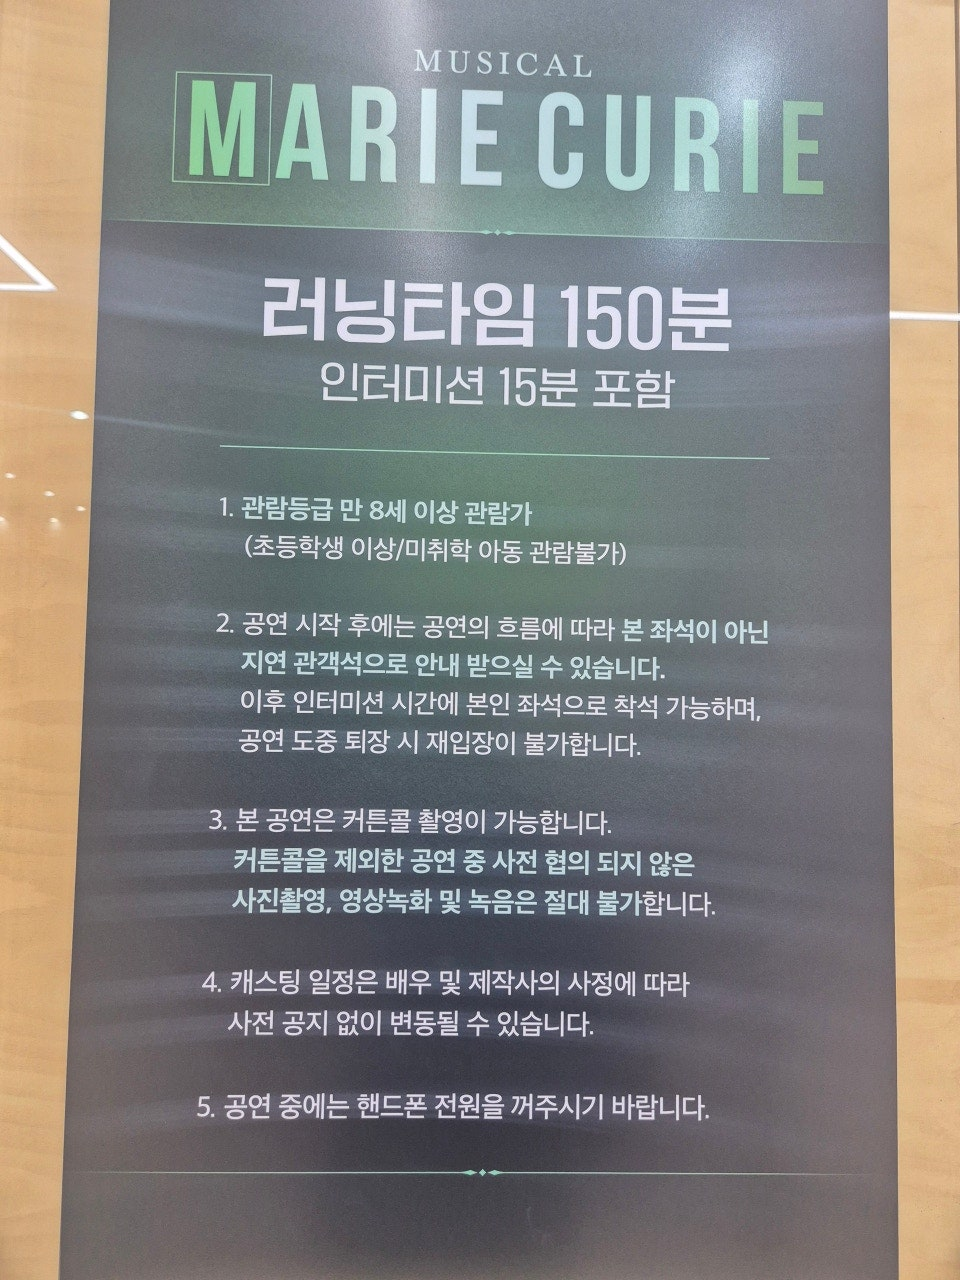 MUSICAL
MARIE CURIE
러닝타임 150분
인터미션 15분 포함
1. 관람등급 만 8세 이상 관람가
(초등학생 이상/미취학 아동 관람불가)
2. 공연 시작 후에는 공연의 흐름에 따라 본 좌석이 아닌
지연 관객석으로 안내 받으실 수 있습니다.
이후 인터미션 시간에 본인 좌석으로 착석 가능하며,
공연 도중 퇴장 시 재입장이 불가합니다.
3. 본 공연은 커튼콜 촬영이 가능합니다.
커튼콜을 제외한 공연 중 사전 협의 되지 않은
사진촬영, 영상녹화 및 녹음은 절대 불가합니다.
4. 캐스팅 일정은 배우 및 제작사의 사정에 따라
사전 공지 없이 변동될 수 있습니다.
5. 공연 중에는 핸드폰 전원을 꺼주시기 바랍니다.